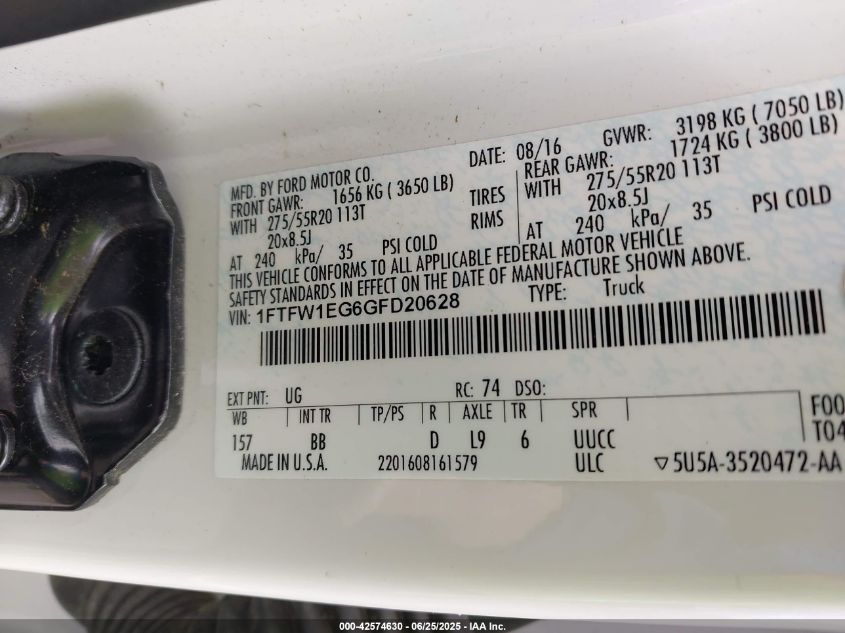 MFD. BY FORD MOTOR CO. DATE: 08/16 GVWR: 3198 KG ( 7050 LB)
FRONT GAWR: 1656 KG ( 3650 LB) REAR GAWR: 1724 KG ( 3800 LB)
WITH 275/55R20 113T TIRES WITH 275/55R20 113T
20x8.5J RIMS 20x8.5J
AT 240 kPa/ 35 PSI COLD AT 240 kPa/ 35 PSI COLD
THIS VEHICLE CONFORMS TO ALL APPLICABLE FEDERAL MOTOR VEHICLE
SAFETY STANDARDS IN EFFECT ON THE DATE OF MANUFACTURE SHOWN ABOVE.
VIN: 1FTFW1EG6GFD20628 TYPE: Truck
EXT PNT: UG RC: 74 DSO:
WB INT TR TP/PS R AXLE TR SPR F00
157 BB D L9 6 UUCC T04
MADE IN U.S.A. 2201608161579 ULC ▽5U5A-3520472-AA
000-42574630 - 06/25/2025 - IAA Inc.